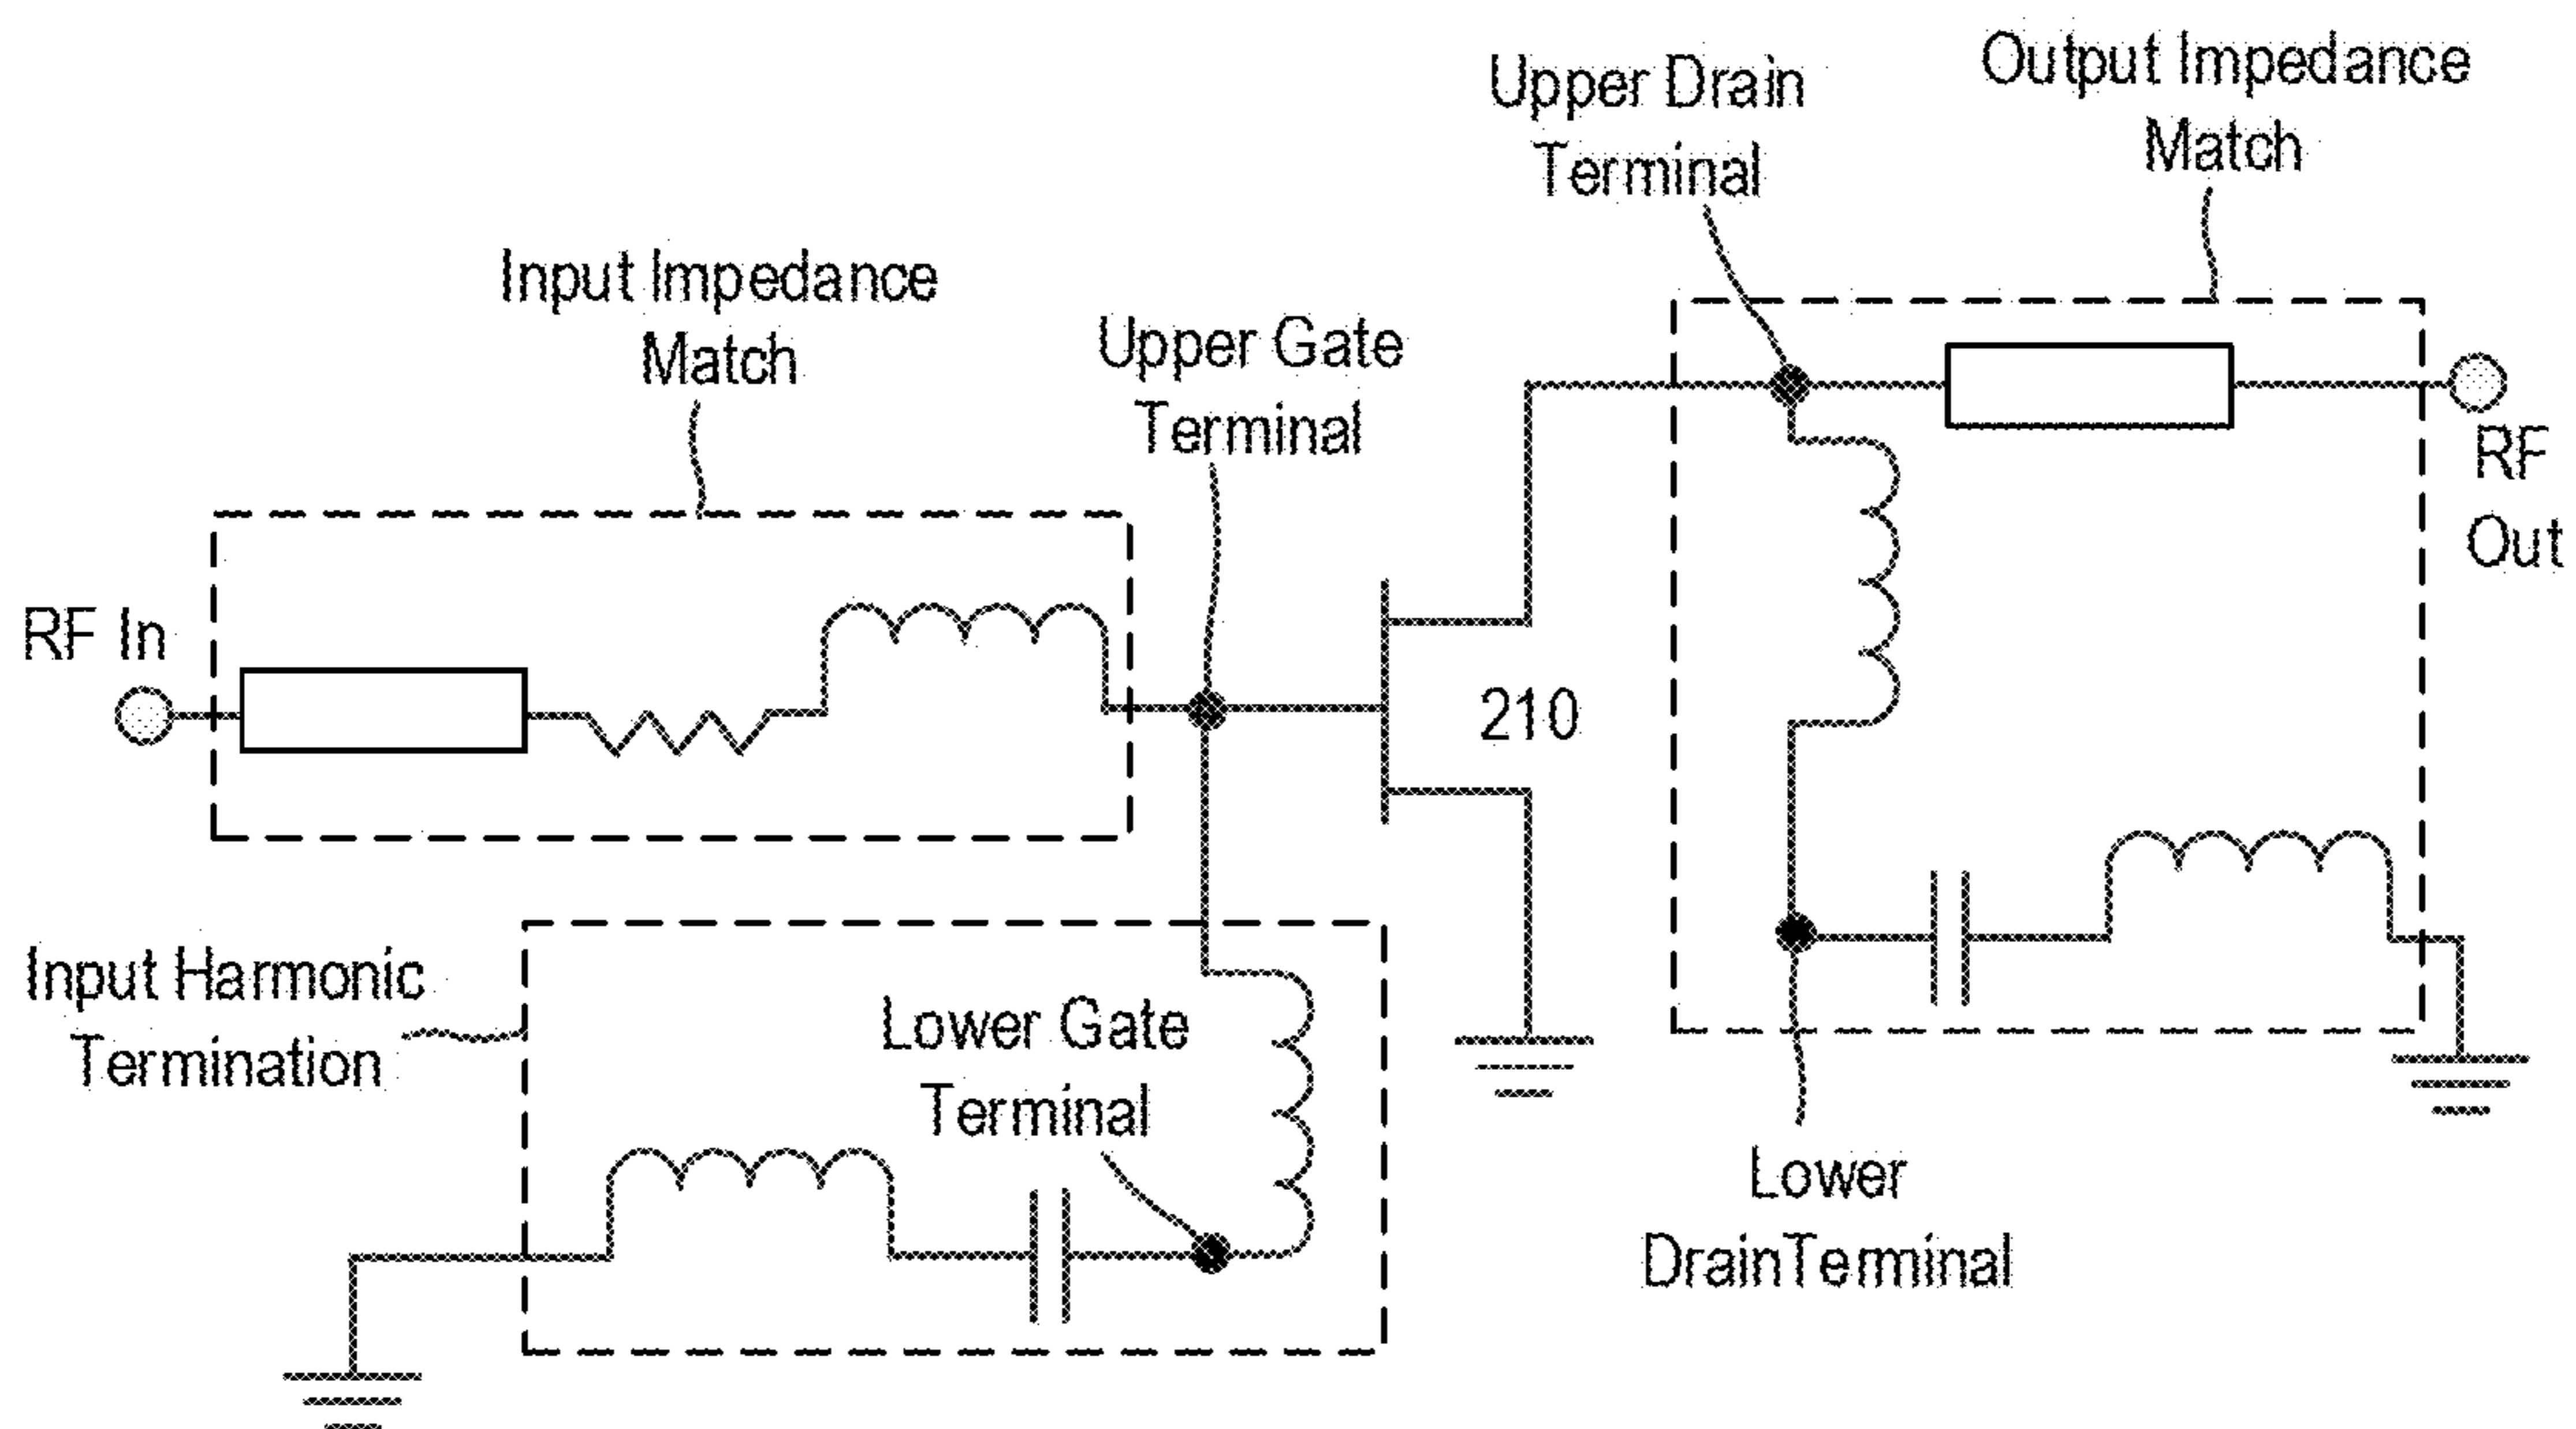 Upper Drain
Terminal
Output Impedance
Match
Input Impedance
Match
Upper Gate
Terminal
RF In
RF
Out
210
Input Harmonic
Termination
Lower Gate
Terminal
Lower
DrainTerminal